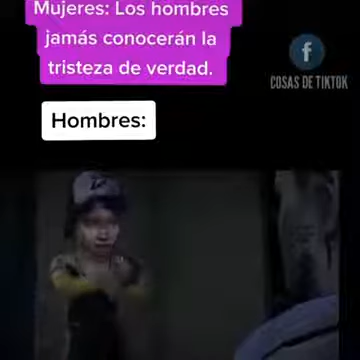 Mujeres: Los hombres
jamás conocerán la
tristeza de verdad.
f
COSAS DE TIKTOK
Hombres: